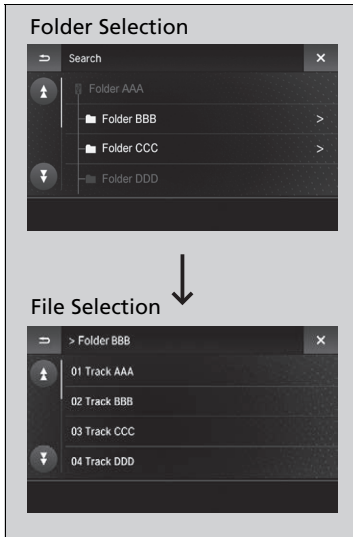 Folder Selection
Search
Folder AAA
Folder BBB
Folder CCC
Folder DDD
File Selection
> Folder BBB
01 Track AAA
02 Track BBB
03 Track CCC
04 Track DDD